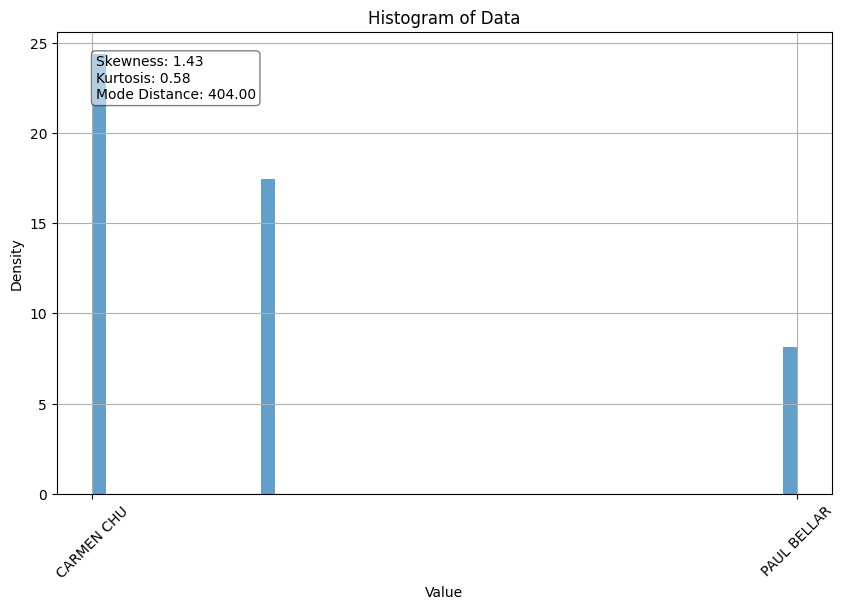 Histogram of Data
Skewness: 1.43
Kurtosis: 0.58
Mode Distance: 404.00
25
20
15
10
5
0
Density
CARMEN CHU
PAUL BELLAR
Value